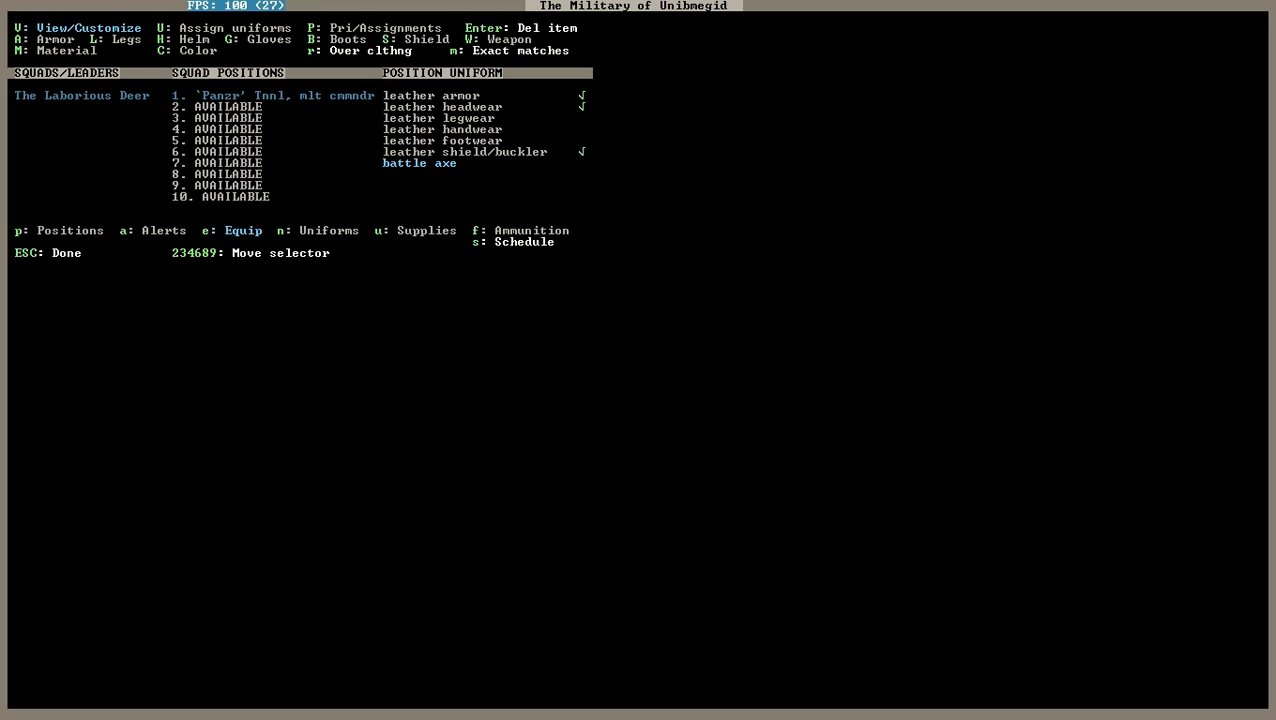 FPS: 100 (27) The Military of Unibmegid
V: View/Customize U: Assign uniforms P: Pri/Assignments Enter: Del item
A: Armor L: Legs H: Helm G: Gloves B: Boots S: Shield W: Weapon
M: Material C: Color r: Over clthng m: Exact matches
SQUADS/LEADERS SQUAD POSITIONS POSITION UNIFORM
The Laborious Deer 1. `Panzr' Tnnl, mlt cmmndr leather armor √
2. AVAILABLE leather headwear √
3. AVAILABLE leather legwear
4. AVAILABLE leather handwear
5. AVAILABLE leather footwear
6. AVAILABLE leather shield/buckler √
7. AVAILABLE battle axe
8. AVAILABLE
9. AVAILABLE
10. AVAILABLE
p: Positions a: Alerts e: Equip n: Uniforms u: Supplies f: Ammunition
s: Schedule
ESC: Done 234689: Move selector